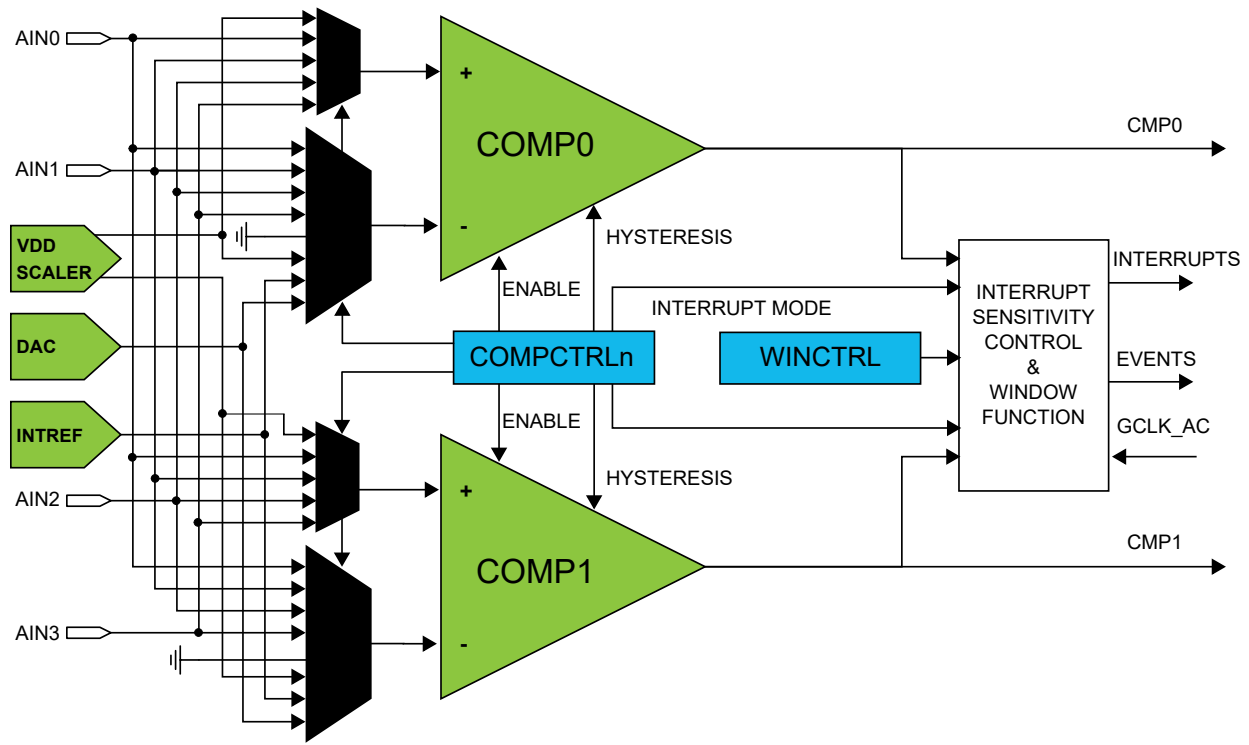 AIN0
+
COMP0
CMP0
AIN1
-
HYSTERESIS
VDD
SCALER
ENABLE
INTERRUPT MODE
INTERRUPT
SENSITIVITY
CONTROL
&
WINDOW
FUNCTION
INTERRUPTS
DAC
COMPCTRLn
WINCTRL
EVENTS
ENABLE
GCLK_AC
INTREF
HYSTERESIS
AIN2
+
COMP1
CMP1
AIN3
-